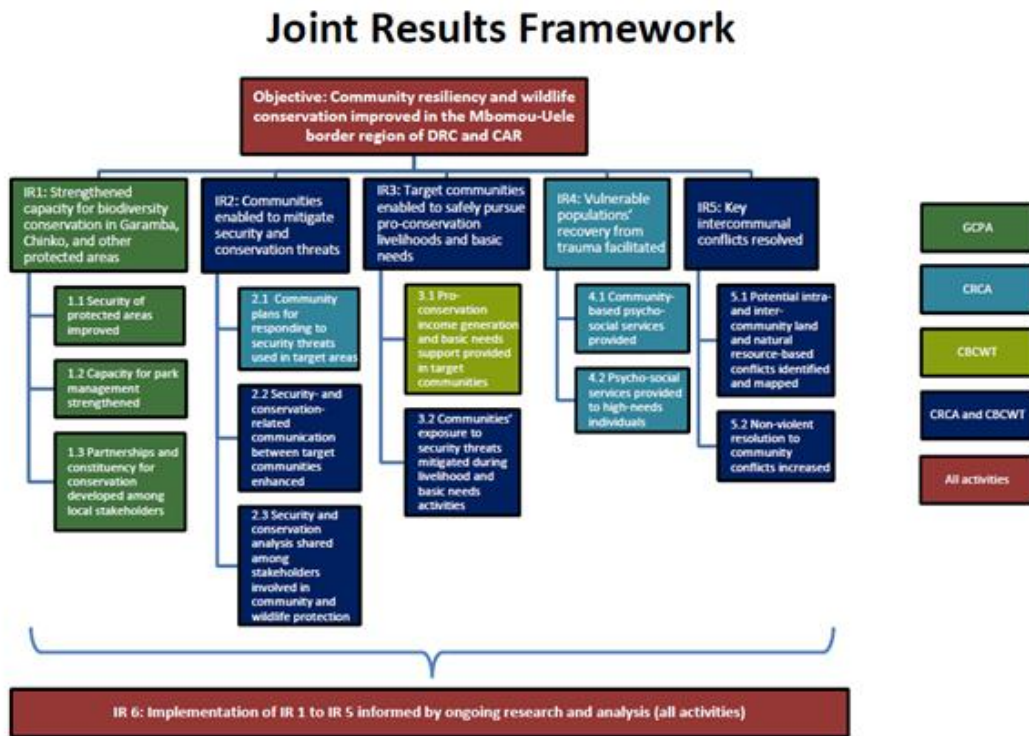 Joint Results Framework
Objective: Community resiliency and wildlife
conservation improved in the Mbomou-Uele
border region of DRC and CAR
IR1: Strengthened
capacity for biodiversity
conservation in Garamba,
Chinko, and other
protected areas
1.1 Security of
protected areas
improved
1.2 Capacity for park
management
strengthened
1.3 Partnerships and
constituency for
conservation
developed among
local stakeholders
IR2: Communities
enabled to mitigate
security and
conservation threats
2.1 Community
plans for
responding to
security threats
used in target areas
2.2 Security- and
conservation-
related
communication
between target
communities
enhanced
2.3 Security and
conservation
analysis shared
among
stakeholders
involved in
community and
wildlife protection
IR3: Target communities
enabled to safely pursue
pro-conservation
livelihoods and basic
needs
3.1 Pro-
conservation
income generation
and basic needs
support provided
in target
communities
3.2 Communities'
exposure to
security threats
mitigated during
livelihood and
basic needs
activities
IR4: Vulnerable
populations'
recovery from
trauma facilitated
4.1 Community-
based psycho-
social services
provided
4.2 Psycho-social
services provided
to high-needs
individuals
IR5: Key
intercommunal
conflicts resolved
5.1 Potential intra-
and inter-
community land
and natural
resource-based
conflicts identified
and mapped
5.2 Non-violent
resolution to
community
conflicts increased
GCPA
CRCA
CBCWT
CRCA and CBCWT
All activities
IR 6: Implementation of IR 1 to IR 5 informed by ongoing research and analysis (all activities)